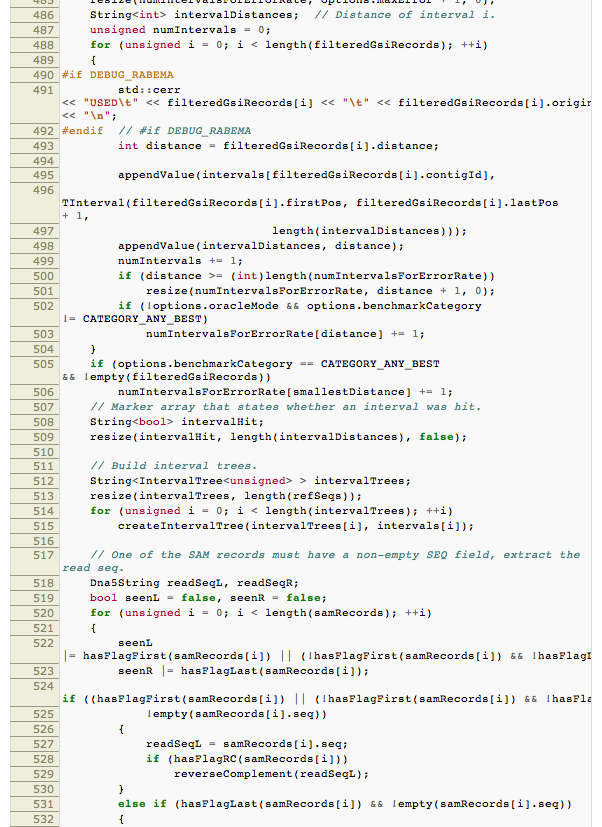 485 resize(numIntervalsForErrorRate, options.maxError + 1, 0);
486 String<int> intervalDistances;  // Distance of interval i.
487 unsigned numIntervals = 0;
488 for (unsigned i = 0; i < length(filteredGsiRecords); ++i)
489 {
490 #if DEBUG_RABEMA
491 std::cerr
<< "USED\t" << filteredGsiRecords[i] << "\t" << filteredGsiRecords[i].origin
<< "\n";
492 #endif  // #if DEBUG_RABEMA
493 int distance = filteredGsiRecords[i].distance;
494
495 appendValue(intervals[filteredGsiRecords[i].contigId],
496
TInterval(filteredGsiRecords[i].firstPos, filteredGsiRecords[i].lastPos
+ 1,
497 length(intervalDistances)));
498 appendValue(intervalDistances, distance);
499 numIntervals += 1;
500 if (distance >= (int)length(numIntervalsForErrorRate))
501 resize(numIntervalsForErrorRate, distance + 1, 0);
502 if (!options.oracleMode && options.benchmarkCategory
!= CATEGORY_ANY_BEST)
503 numIntervalsForErrorRate[distance] += 1;
504 }
505 if (options.benchmarkCategory == CATEGORY_ANY_BEST
&& !empty(filteredGsiRecords))
506 numIntervalsForErrorRate[smallestDistance] += 1;
507 // Marker array that states whether an interval was hit.
508 String<bool> intervalHit;
509 resize(intervalHit, length(intervalDistances), false);
510
511 // Build interval trees.
512 String<IntervalTree<unsigned> > intervalTrees;
513 resize(intervalTrees, length(refSeqs));
514 for (unsigned i = 0; i < length(intervalTrees); ++i)
515 createIntervalTree(intervalTrees[i], intervals[i]);
516
517 // One of the SAM records must have a non-empty SEQ field, extract the
read seq.
518 Dna5String readSeqL, readSeqR;
519 bool seenL = false, seenR = false;
520 for (unsigned i = 0; i < length(samRecords); ++i)
521 {
522 seenL
|= hasFlagFirst(samRecords[i]) || (!hasFlagFirst(samRecords[i]) && !hasFlagL
523 seenR |= hasFlagLast(samRecords[i]);
524
if ((hasFlagFirst(samRecords[i]) || (!hasFlagFirst(samRecords[i]) && !hasFla
525 !empty(samRecords[i].seq))
526 {
527 readSeqL = samRecords[i].seq;
528 if (hasFlagRC(samRecords[i]))
529 reverseComplement(readSeqL);
530 }
531 else if (hasFlagLast(samRecords[i]) && !empty(samRecords[i].seq))
532 {